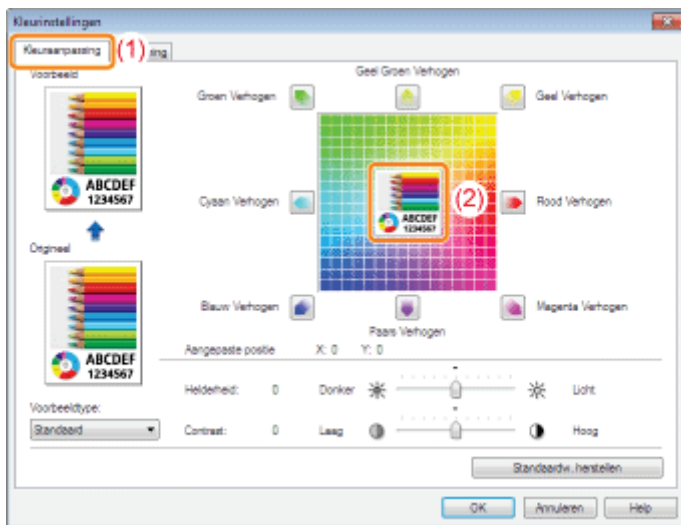 Kleurinstellingen
Kleuraanpassing (1)
Voorbeeld
ABCDEF
1234567
Origineel
ABCDEF
1234567
Voorbeeldtype:
Standaard
Geel Groen Verhogen
Groen Verhogen Geel Verhogen
Cyaan Verhogen (2) Rood Verhogen
ABCDEF
1234567
Blauw Verhogen Magenta Verhogen
Paars Verhogen
Aangepaste positie X: 0 Y: 0
Helderheid: 0 Donker Licht
Contrast: 0 Laag Hoog
Standaardw. herstellen
OK Annuleren Help